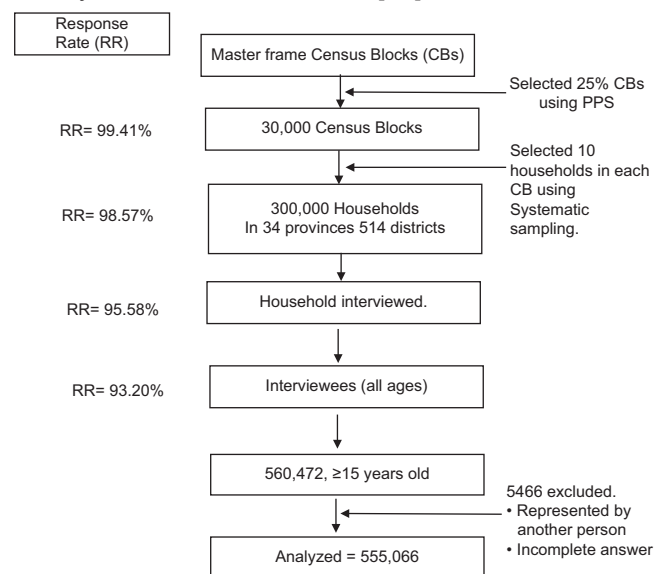 Response
Rate (RR)
Master frame Census Blocks (CBs)
Selected 25% CBs
using PPS
RR= 99.41%
30,000 Census Blocks
Selected 10
households in each
CB using
Systematic
sampling.
RR= 98.57%
300,000 Households
In 34 provinces 514 districts
RR= 95.58%
Household interviewed.
RR= 93.20%
Interviewees (all ages)
560,472, ≥15 years old
5466 excluded.
• Represented by
another person
• Incomplete answer
Analyzed = 555,066